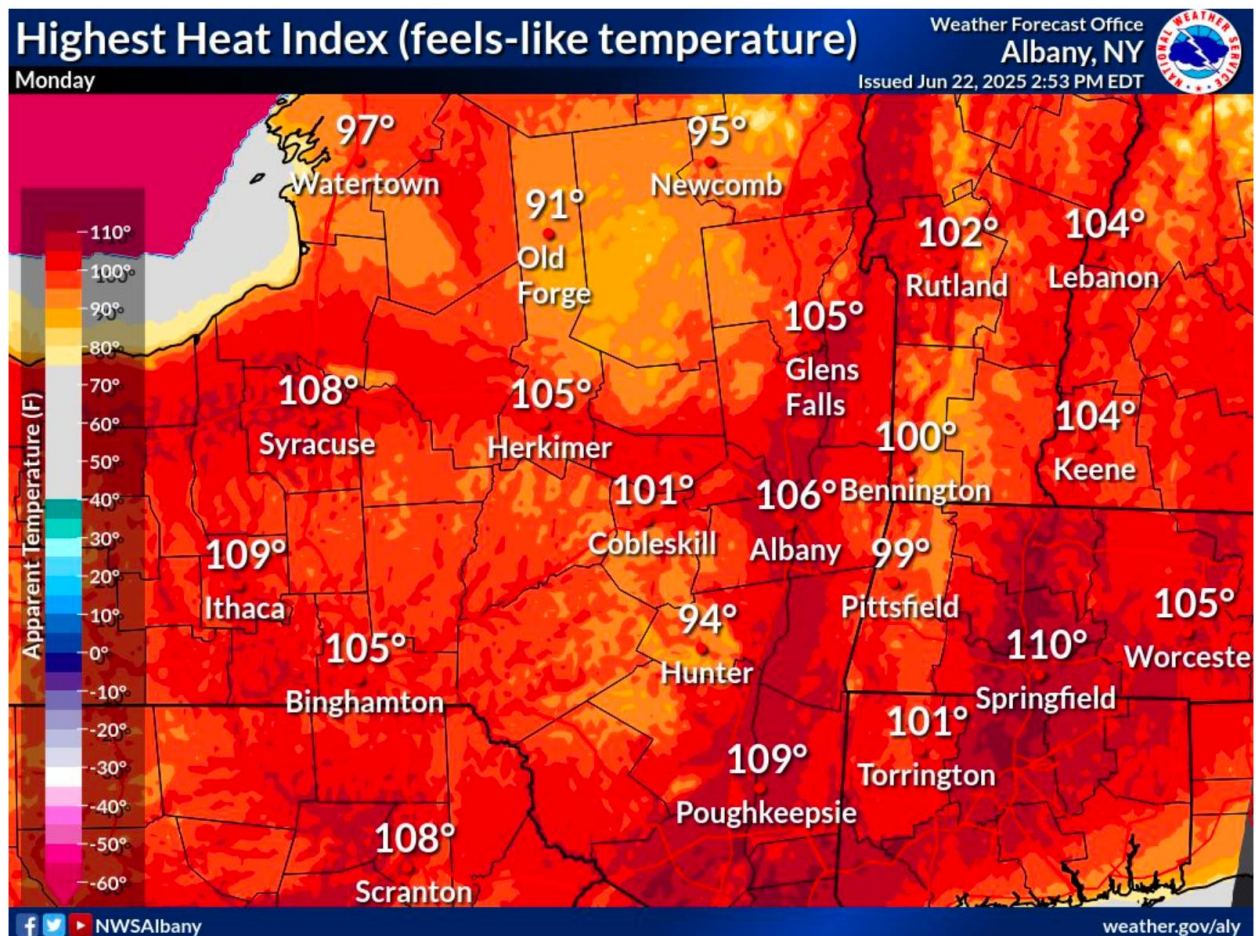 Highest Heat Index (feels-like temperature)
Monday
Weather Forecast Office
Albany, NY
Issued Jun 22, 2025 2:53 PM EDT
NATIONAL WEATHER SERVICE
97°
Watertown
95°
Newcomb
91°
Old
Forge
102°
Rutland
104°
Lebanon
105°
Glens
Falls
108°
Syracuse
105°
Herkimer
100°
Bennington
104°
Keene
101°
Cobleskill
106°
Albany
99°
Pittsfield
109°
Ithaca
105°
Binghamton
94°
Hunter
110°
Springfield
105°
Worceste
101°
Torrington
109°
Poughkeepsie
108°
Scranton
Apparent Temperature (F)
110°
100°
90°
80°
70°
60°
50°
40°
30°
20°
10°
0°
-10°
-20°
-30°
-40°
-50°
-60°
NWSAlbany
weather.gov/aly